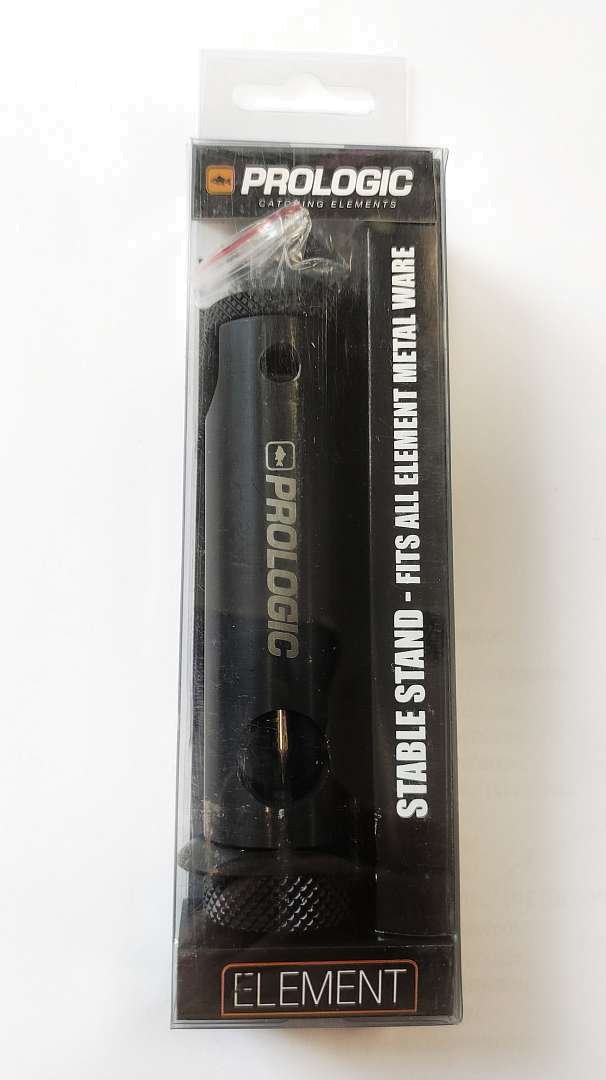 PROLOGIC
CATCHING ELEMENTS
PROLOGIC
STABLE STAND - FITS ALL ELEMENT METAL WARE
ELEMENT